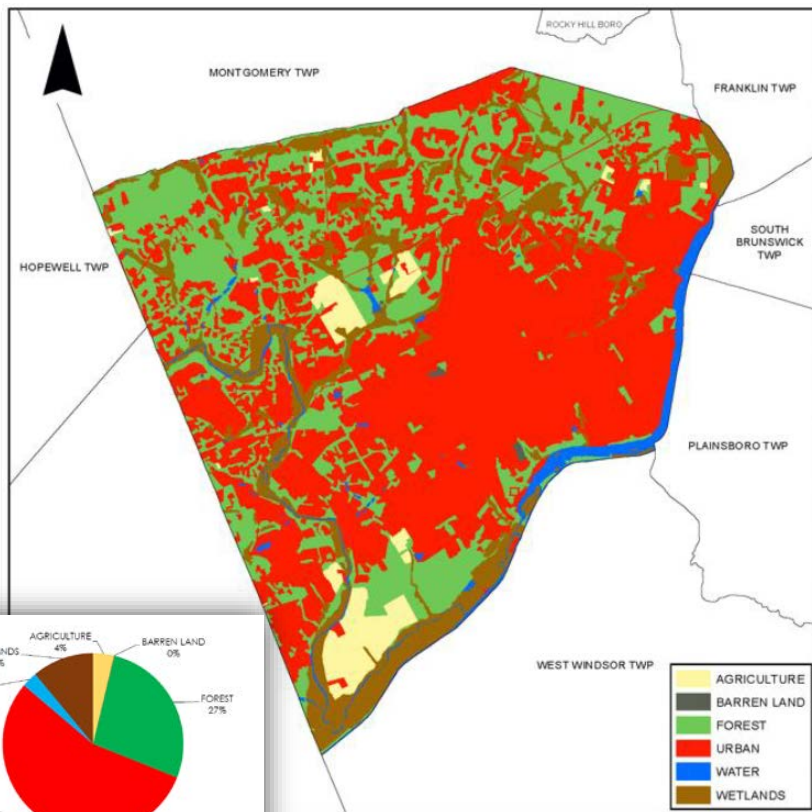 ROCKY HILL BORO
MONTGOMERY TWP
FRANKLIN TWP
SOUTH
BRUNSWICK
TWP
HOPEWELL TWP
PLAINSBORO TWP
WEST WINDSOR TWP
AGRICULTURE
4%
BARREN LAND
0%
NDS
%
FOREST
27%
AGRICULTURE
BARREN LAND
FOREST
URBAN
WATER
WETLANDS